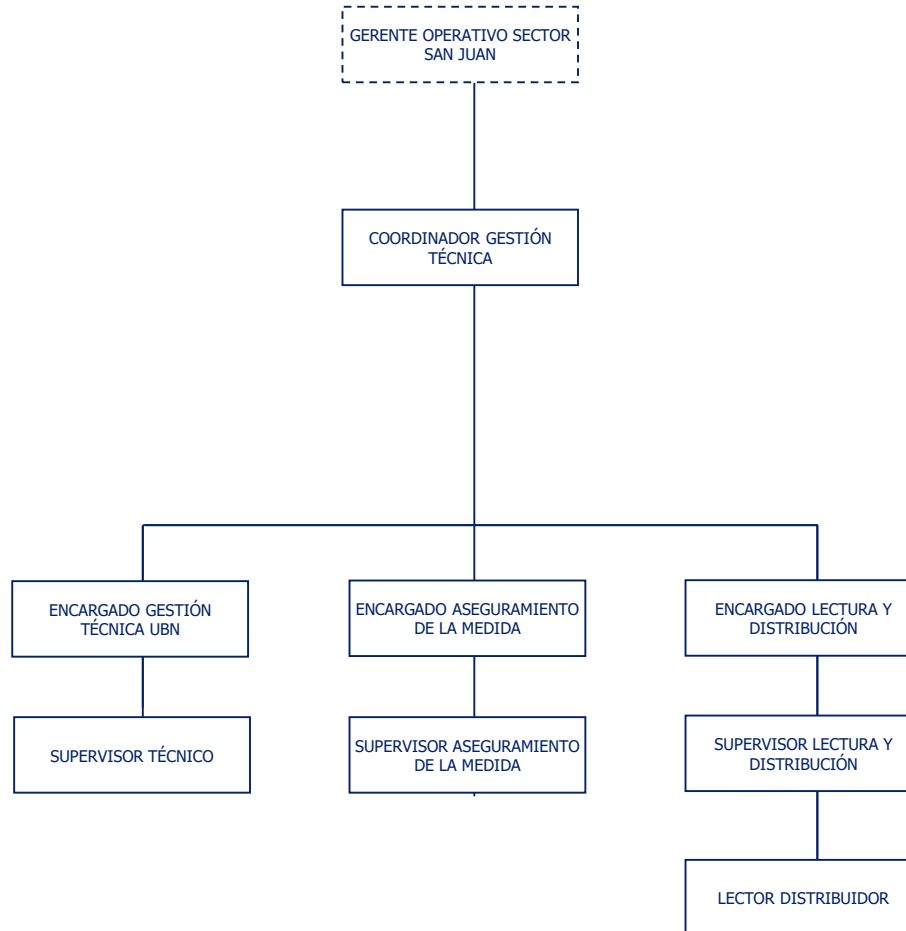 GERENTE OPERATIVO SECTOR
SAN JUAN
COORDINADOR GESTIÓN
TÉCNICA
ENCARGADO GESTIÓN
TÉCNICA UBN
ENCARGADO ASEGURAMIENTO
DE LA MEDIDA
ENCARGADO LECTURA Y
DISTRIBUCIÓN
SUPERVISOR TÉCNICO
SUPERVISOR ASEGURAMIENTO
DE LA MEDIDA
SUPERVISOR LECTURA Y
DISTRIBUCIÓN
LECTOR DISTRIBUIDOR